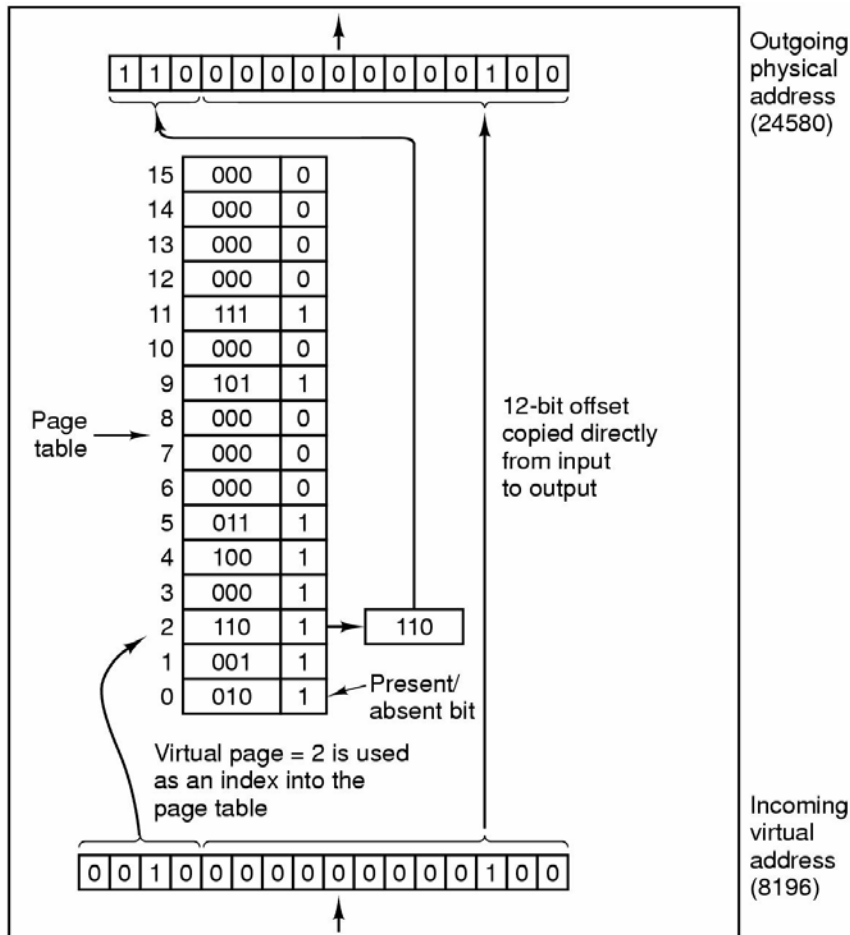 1 1 0 0 0 0 0 0 0 0 0 0 1 0 0
Outgoing
physical
address
(24580)
15 000 0
14 000 0
13 000 0
12 000 0
11 111 1
10 000 0
9 101 1
8 000 0
7 000 0
6 000 0
5 011 1
4 100 1
3 000 1
2 110 1 110
1 001 1
0 010 1
Page
table
12-bit offset
copied directly
from input
to output
Present/
absent bit
Virtual page = 2 is used
as an index into the
page table
0 0 1 0 0 0 0 0 0 0 0 0 0 1 0 0
Incoming
virtual
address
(8196)